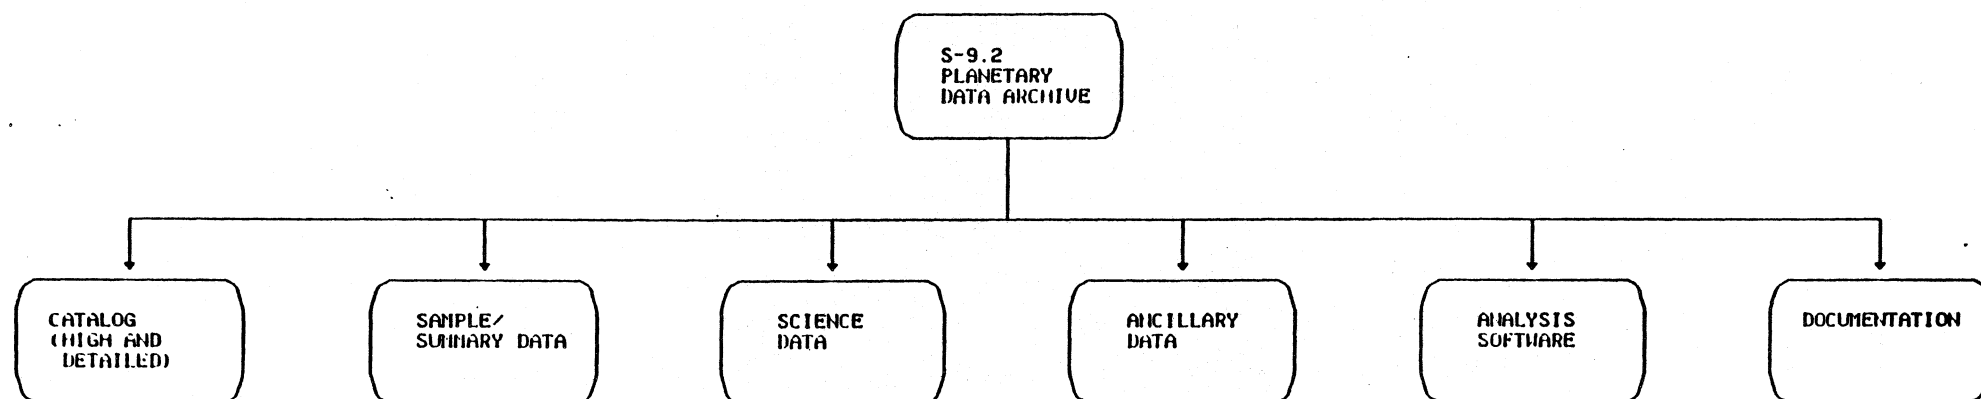 S-9.2
PLANETARY
DATA ARCHIVE
CATALOG
(HIGH AND
DETAILED)
SAMPLE/
SUMMARY DATA
SCIENCE
DATA
ANCILLARY
DATA
ANALYSIS
SOFTWARE
DOCUMENTATION